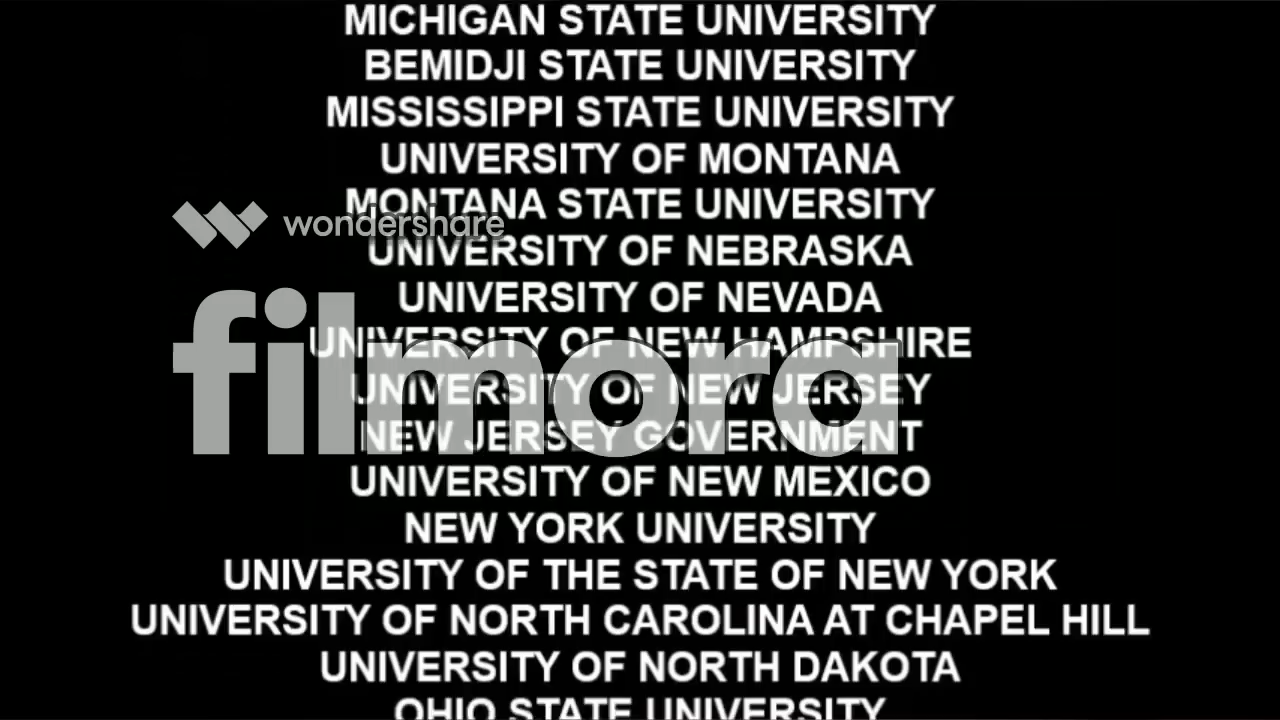 MICHIGAN STATE UNIVERSITY
BEMIDJI STATE UNIVERSITY
MISSISSIPPI STATE UNIVERSITY
UNIVERSITY OF MONTANA
MONTANA STATE UNIVERSITY
wondershare
UNIVERSITY OF NEBRASKA
UNIVERSITY OF NEVADA
UNIVERSITY OF NEW HAMPSHIRE
filmora
UNIVERSITY OF NEW JERSEY
NEW JERSEY GOVERNMENT
UNIVERSITY OF NEW MEXICO
NEW YORK UNIVERSITY
UNIVERSITY OF THE STATE OF NEW YORK
UNIVERSITY OF NORTH CAROLINA AT CHAPEL HILL
UNIVERSITY OF NORTH DAKOTA
OHIO STATE UNIVERSITY